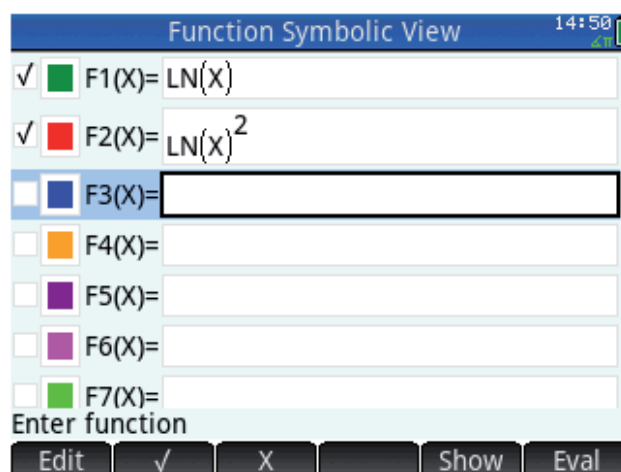 Function Symbolic View 14:50
∡π
√ F1(X)= LN(X)
√ F2(X)= LN(X)²
F3(X)=
F4(X)=
F5(X)=
F6(X)=
F7(X)=
Enter function
Edit √ X Show Eval